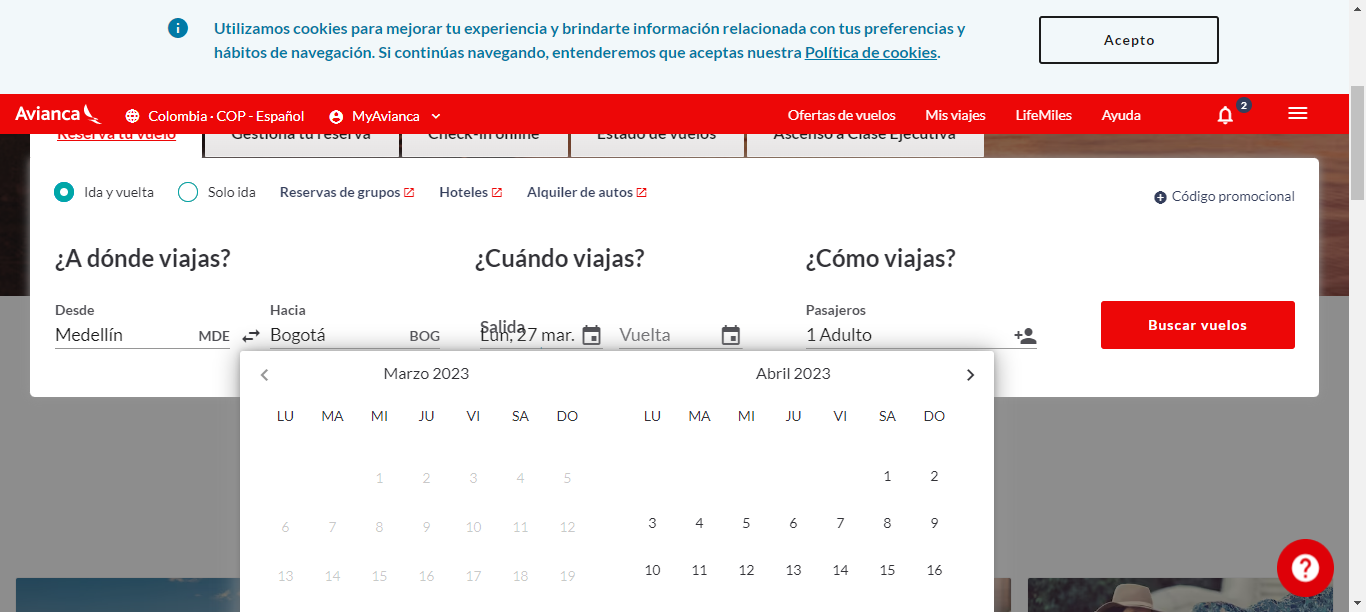 Utilizamos cookies para mejorar tu experiencia y brindarte información relacionada con tus preferencias y
hábitos de navegación. Si continúas navegando, entenderemos que aceptas nuestra Política de cookies.
Acepto
Avianca
Colombia · COP - Español
MyAvianca
Ofertas de vuelos
Mis viajes
LifeMiles
Ayuda
2
Reserva tu vuelo
Gestiona tu reserva
Check-in online
Estado de vuelos
Ascenso a Clase Ejecutiva
Ida y vuelta
Solo ida
Reservas de grupos
Hoteles
Alquiler de autos
Código promocional
¿A dónde viajas?
¿Cuándo viajas?
¿Cómo viajas?
Desde
Hacia
Salida
Pasajeros
Medellín MDE
Bogotá BOG
Lun, 27 mar.
Vuelta
1 Adulto
Buscar vuelos
Marzo 2023
LU MA MI JU VI SA DO
1 2 3 4 5
6 7 8 9 10 11 12
13 14 15 16 17 18 19
Abril 2023
LU MA MI JU VI SA DO
1 2
3 4 5 6 7 8 9
10 11 12 13 14 15 16
?